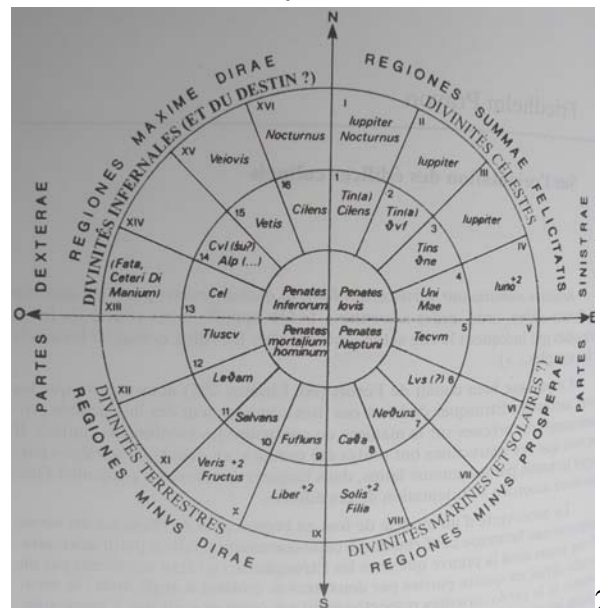 N
REGIONES MAXIME DIRAE
DIVINITÉS INFERNALES (ET DU DESTIN ?)
REGIONES SUMMAE FELICITATIS
DIVINITÉS CÉLESTES
PARTES DEXTERAE
PARTES SINISTRAE
O
E
XVI
Nocturnus
16
Cilens
I
Iuppiter
Nocturnus
1
Tin(a)
Cilens
II
Iuppiter
2
Tin(a)
ϑvf
III
Iuppiter
3
Tins
ϑne
IV
Iuno+2
4
Uni
Mae
V
5
Tecvm
VI
Lvs (?) 6
VII
Neϑuns
7
VIII
Solis+2
Filia
Caϑa
8
IX
Liber+2
Fufluns
9
X
Veris+2
Fructus
10
Selvans
XI
11
Leϑam
XII
12
Tluscv
XIII
(Fata,
Ceteri Di
Manium)
13
Cel
XIV
14
Cvl (śu?)
Alp (...)
XV
Veiovis
15
Vetis
Penates
Inferorum
Penates
Iovis
Penates
mortalium
hominum
Penates
Neptuni
DIVINITÉS TERRESTRES
REGIONES MINVS DIRAE
DIVINITÉS MARINES (ET SOLAIRES ?)
REGIONES MINVS PROSPERAE
S